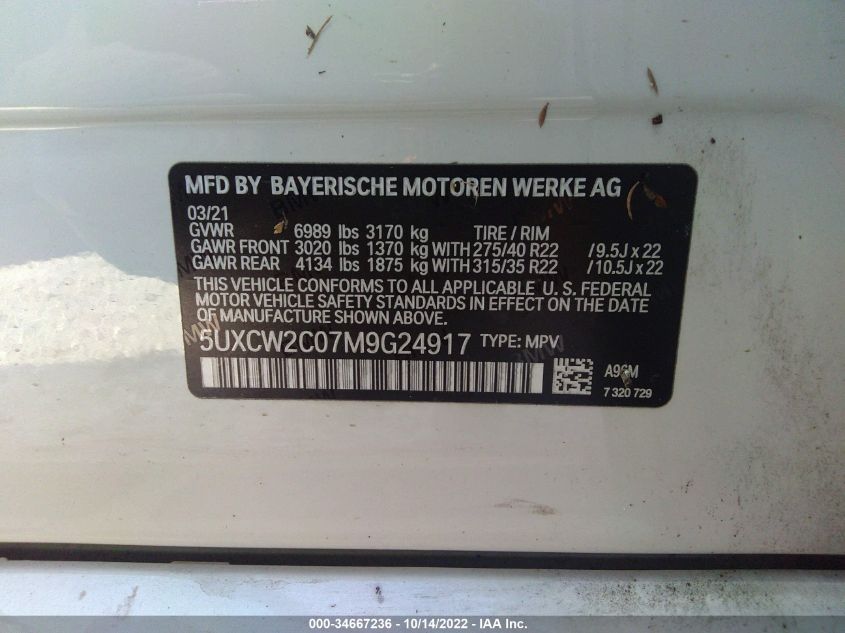 MFD BY BAYERISCHE MOTOREN WERKE AG
03/21
GVWR 6989 lbs 3170 kg TIRE / RIM
GAWR FRONT 3020 lbs 1370 kg WITH 275/40 R22 / 9.5J x 22
GAWR REAR 4134 lbs 1875 kg WITH 315/35 R22 / 10.5J x 22
THIS VEHICLE CONFORMS TO ALL APPLICABLE U. S. FEDERAL
MOTOR VEHICLE SAFETY STANDARDS IN EFFECT ON THE DATE
OF MANUFACTURE SHOWN ABOVE.
5UXCW2C07M9G24917 TYPE: MPV
A96M
7 320 729
000-34667236 - 10/14/2022 - IAA Inc.